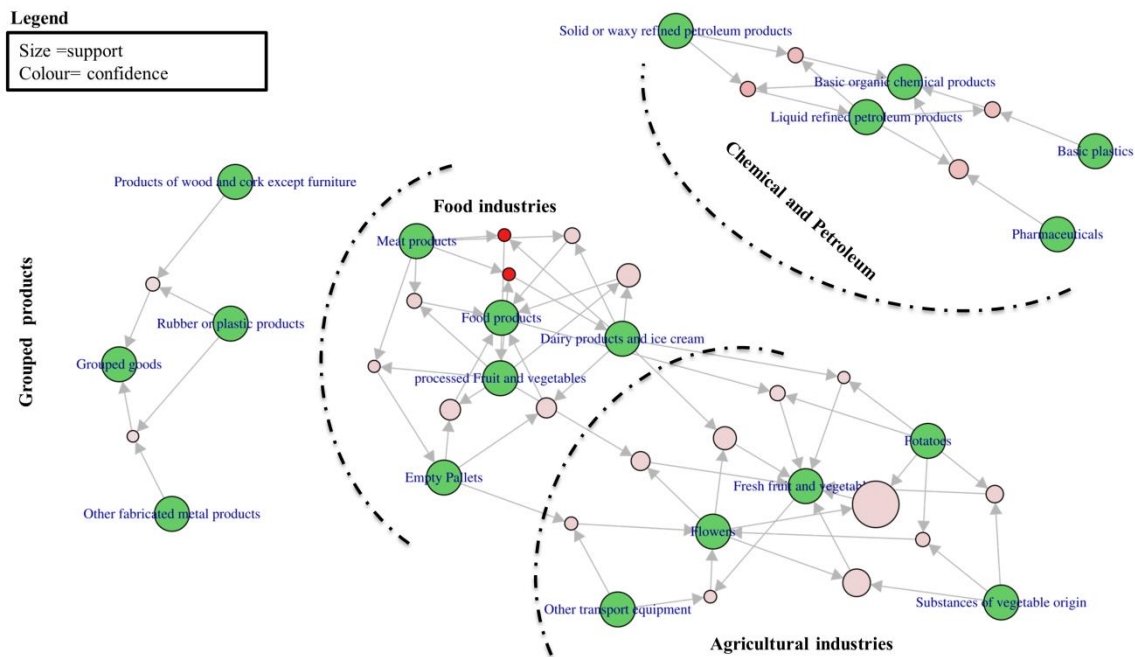 Legend
Size =support
Colour= confidence
Solid or waxy refined petroleum products
Basic organic chemical products
Liquid refined petroleum products
Basic plastics
Pharmaceuticals
Chemical and Petroleum
Products of wood and cork except furniture
Rubber or plastic products
Grouped goods
Other fabricated metal products
Grouped products
Food industries
Meat products
Food products
Dairy products and ice cream
processed Fruit and vegetables
Empty Pallets
Potatoes
Fresh fruit and vegetabl
Flowers
Other transport equipment
Substances of vegetable origin
Agricultural industries